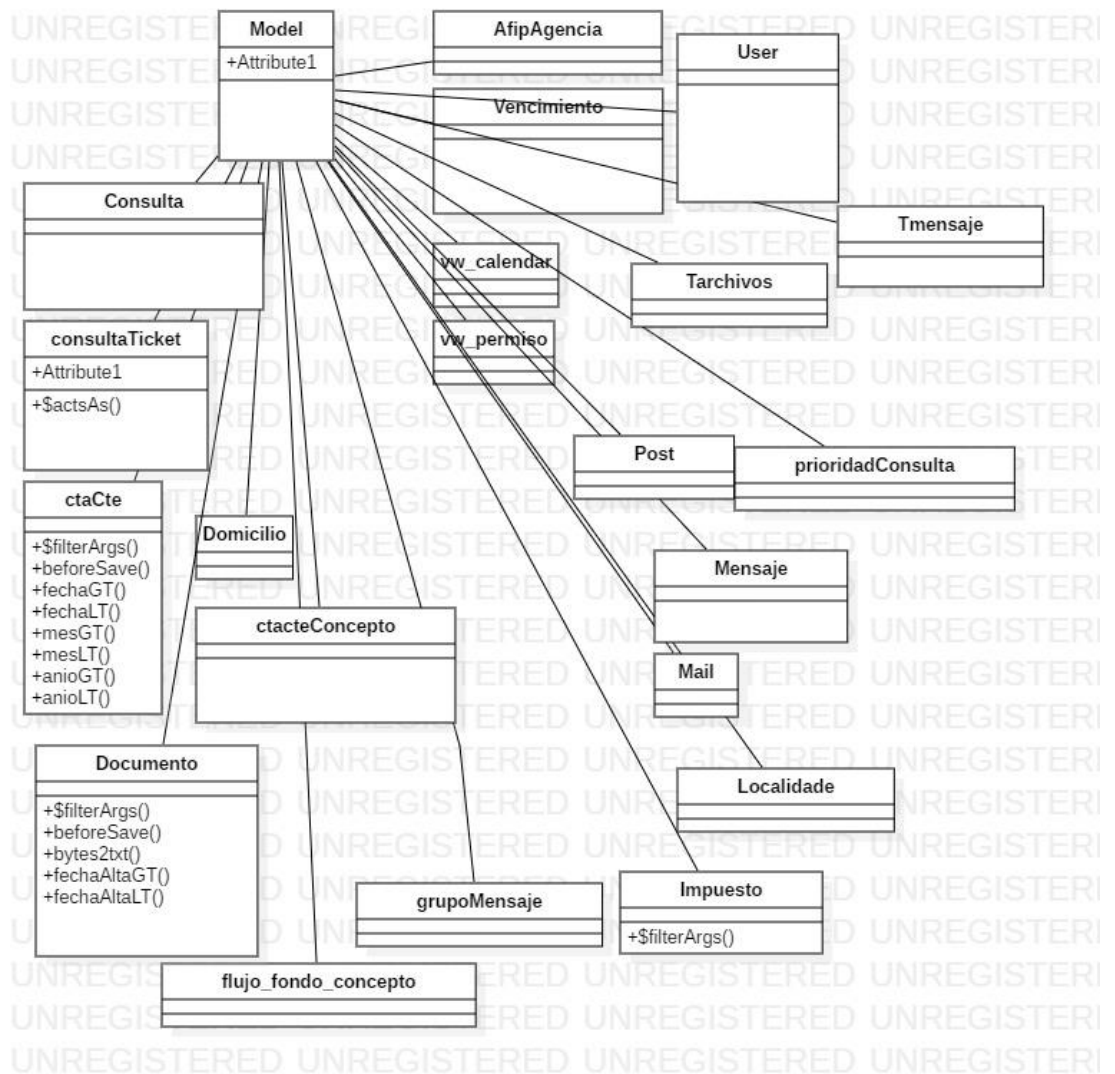 Model
+Attribute1
AfipAgencia
User
Vencimiento
Consulta
Tmensaje
vw_calendar
Tarchivos
consultaTicket
+Attribute1
+$actsAs()
vw_permiso
Post
prioridadConsulta
ctaCte
+$filterArgs()
+beforeSave()
+fechaGT()
+fechaLT()
+mesGT()
+mesLT()
+anioGT()
+anioLT()
Domicilio
Mensaje
ctacteConcepto
Mail
Documento
+$filterArgs()
+beforeSave()
+bytes2txt()
+fechaAltaGT()
+fechaAltaLT()
Localidade
grupoMensaje
Impuesto
+$filterArgs()
flujo_fondo_concepto
UNREGISTERED